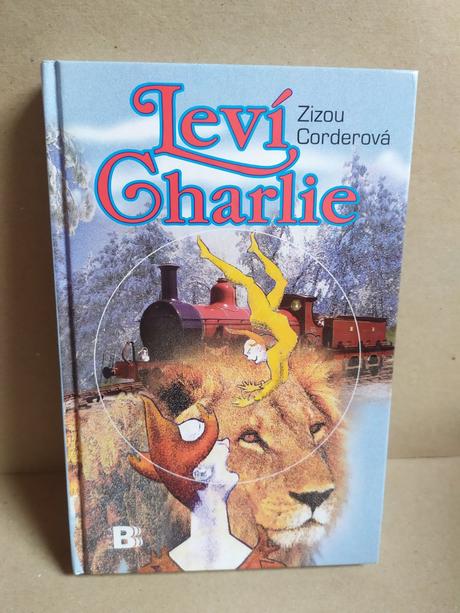 Leví
Charlie
Zizou
Corderová
B